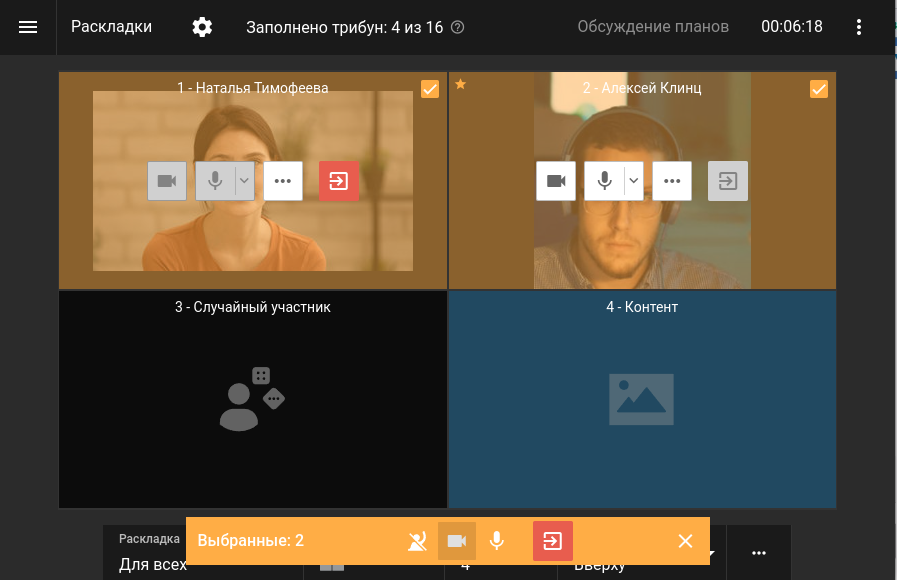 Раскладки
Заполнено трибун: 4 из 16
Обсуждение планов
00:06:18
1 - Наталья Тимофеева
2 - Алексей Клинц
3 - Случайный участник
4 - Контент
Выбранные: 2
Раскладка
Для всех
4
Вверху